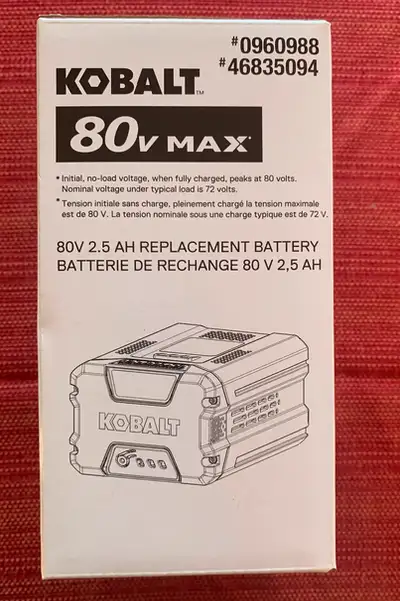 #0960988
#46835094
KOBALT™
80V MAX*
* Initial, no-load voltage, when fully charged, peaks at 80 volts.
Nominal voltage under typical load is 72 volts.
* Tension initiale sans charge, pleinement chargé la tension maximale
est de 80 V. La tension nominale sous une charge typique est de 72 V.
80V 2.5 AH REPLACEMENT BATTERY
BATTERIE DE RECHANGE 80 V 2,5 AH
KOBALT